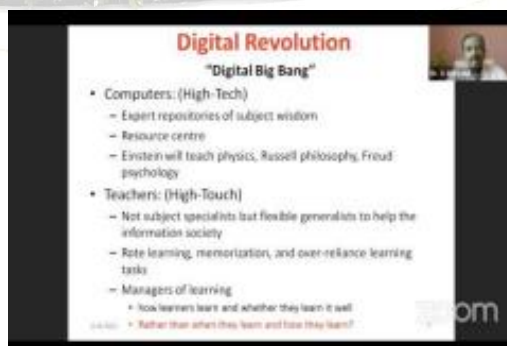 Digital Revolution
"Digital Big Bang"
• Computers: (High-Tech)
– Expert repositories of subject wisdom
– Resource centre
– Einstein will teach physics, Russell philosophy, Freud
psychology
• Teachers: (High-Touch)
– Not subject specialists but flexible generalists to help the
information society
– Rote learning, memorization, and over-reliance learning
tasks
– Managers of learning
• how learners learn and whether they learn it well
• Rather than when they learn and how they learn?